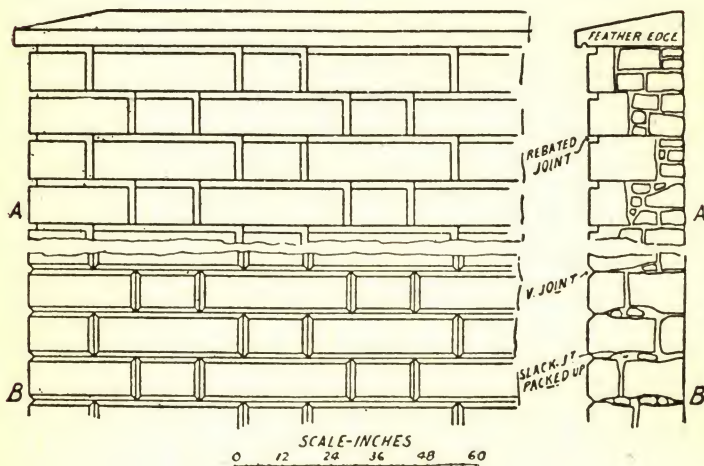 FEATHER EDGE
REBATED
JOINT
A
A
V. JOINT
SLACK. JT
PACKED UP
B
B
SCALE-INCHES
0 12 24 36 48 60